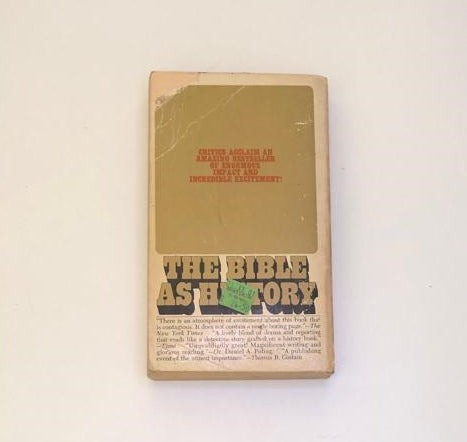 CRITICS ACCLAIM AN
AMAZING BESTSELLER
OF ENORMOUS
IMPACT AND
INCREDIBLE EXCITEMENT!
THE BIBLE
AS HISTORY
"There is an atmosphere of excitement about this book that
is contagious. It does not contain a single boring page."—The
New York Times "A lively blend of drama and reporting
that reads like a detective story grafted on a history book."
—Time "Unqualifiedly great! Magnificent writing and
glorious reading."—Dr. Daniel A. Poling "A publishing
event of the utmost importance."—Thomas B. Costain